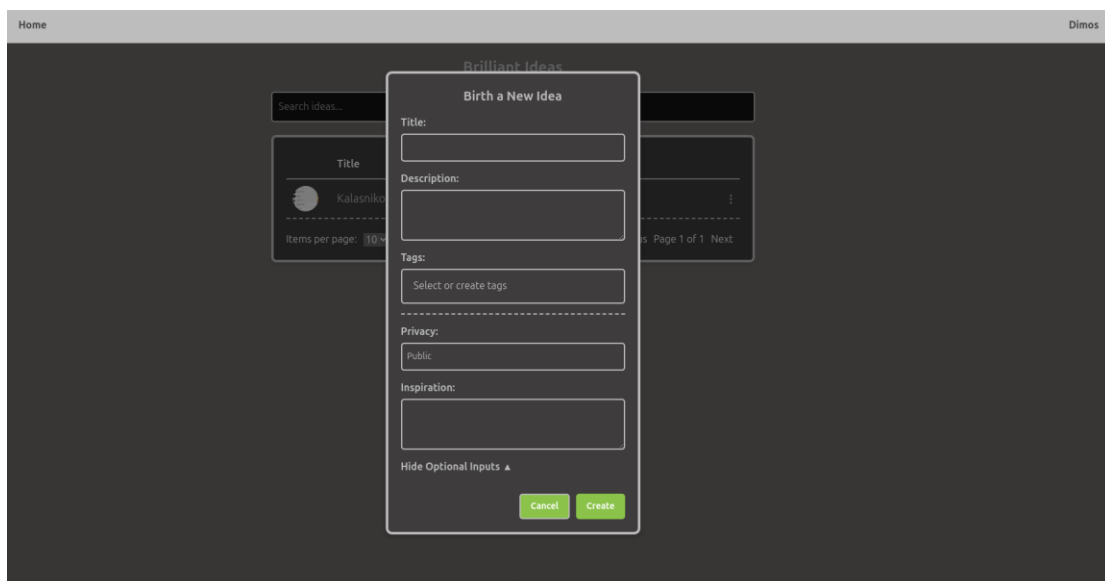 Home
Dimos
Brilliant Ideas
Search ideas...
Title
Kalasniko
Items per page: 10
Page 1 of 1 Next
Birth a New Idea
Title:
Description:
Tags:
Select or create tags
Privacy:
Public
Inspiration:
Hide Optional Inputs ▲
Cancel
Create